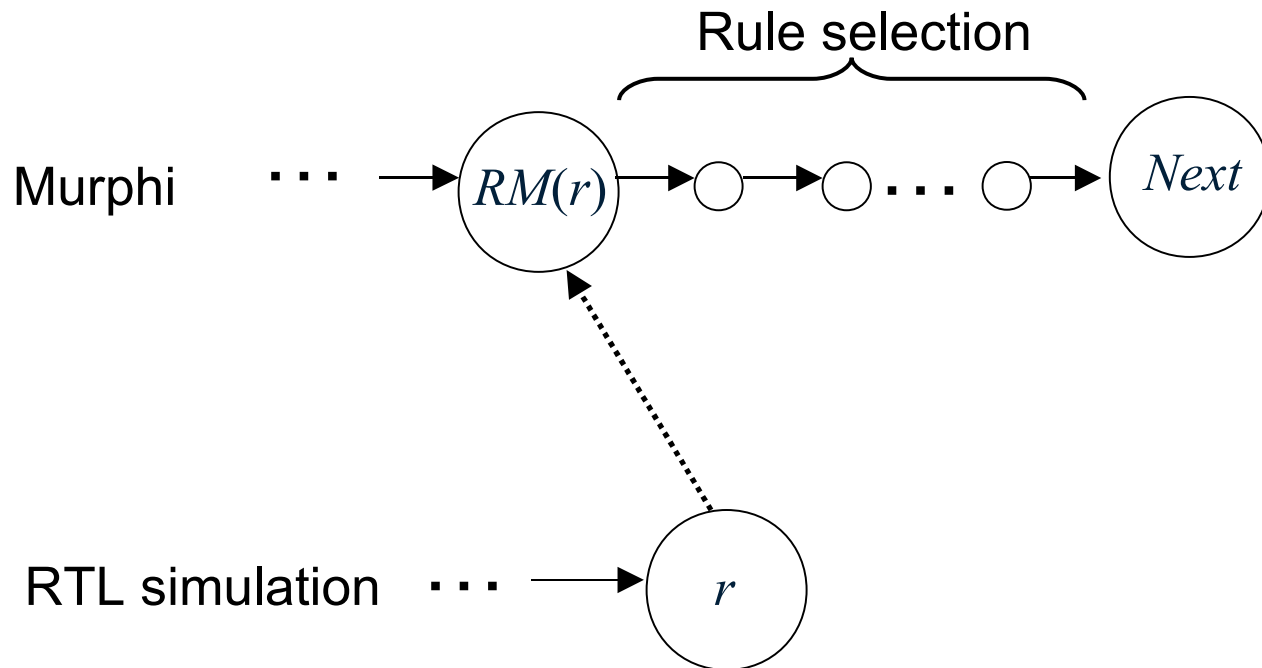 Rule selection
Murphi ... RM(r) ... Next
RTL simulation ... r